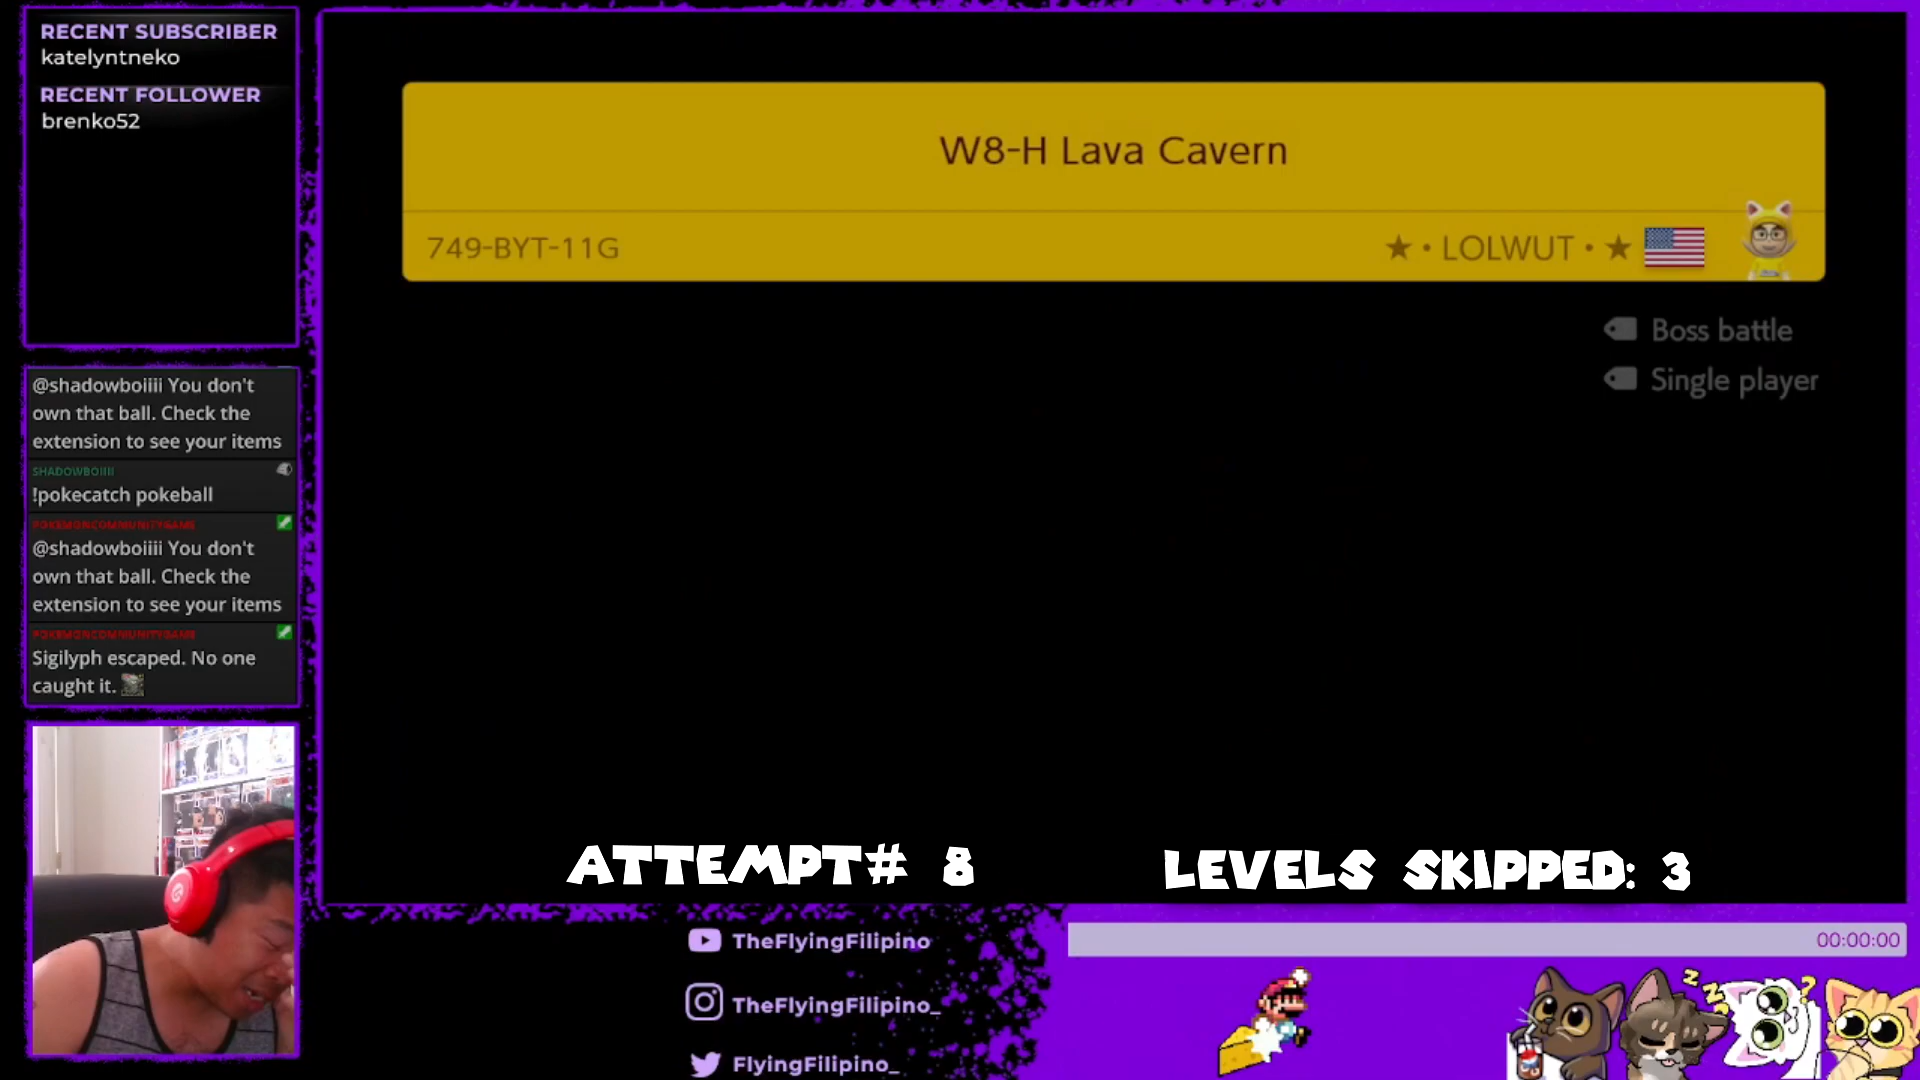 RECENT SUBSCRIBER
katelyntneko
RECENT FOLLOWER
brenko52
@shadowboiiii You don't
own that ball. Check the
extension to see your items
SHADOWBOIIII
!pokecatch pokeball
POKEMONCOMMUNITYGAME
@shadowboiiii You don't
own that ball. Check the
extension to see your items
POKEMONCOMMUNITYGAME
Sigilyph escaped. No one
caught it.
W8-H Lava Cavern
749-BYT-11G
★ • LOLWUT • ★
Boss battle
Single player
ATTEMPT# 8
LEVELS SKIPPED: 3
TheFlyingFilipino
TheFlyingFilipino_
FlyingFilipino_
00:00:00
z z z
?